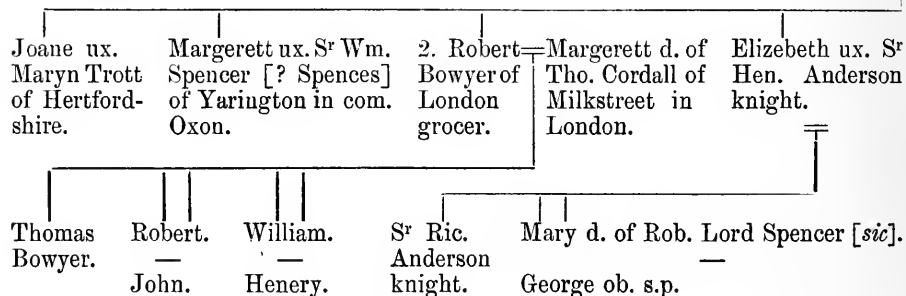 Joane ux.
Maryn Trott
of Hertford-
shire.
Margerett ux. Sʳ Wm.
Spencer [? Spences]
of Yarington in com.
Oxon.
2. Robert
Bowyer of
London
grocer.
Margerett d. of
Tho. Cordall of
Milkstreet in
London.
Elizebeth ux. Sʳ
Hen. Anderson
knight.
Thomas
Bowyer.
Robert.
—
John.
William.
—
Henery.
Sʳ Ric.
Anderson
knight.
Mary d. of Rob. Lord Spencer [sic].
—
George ob. s.p.